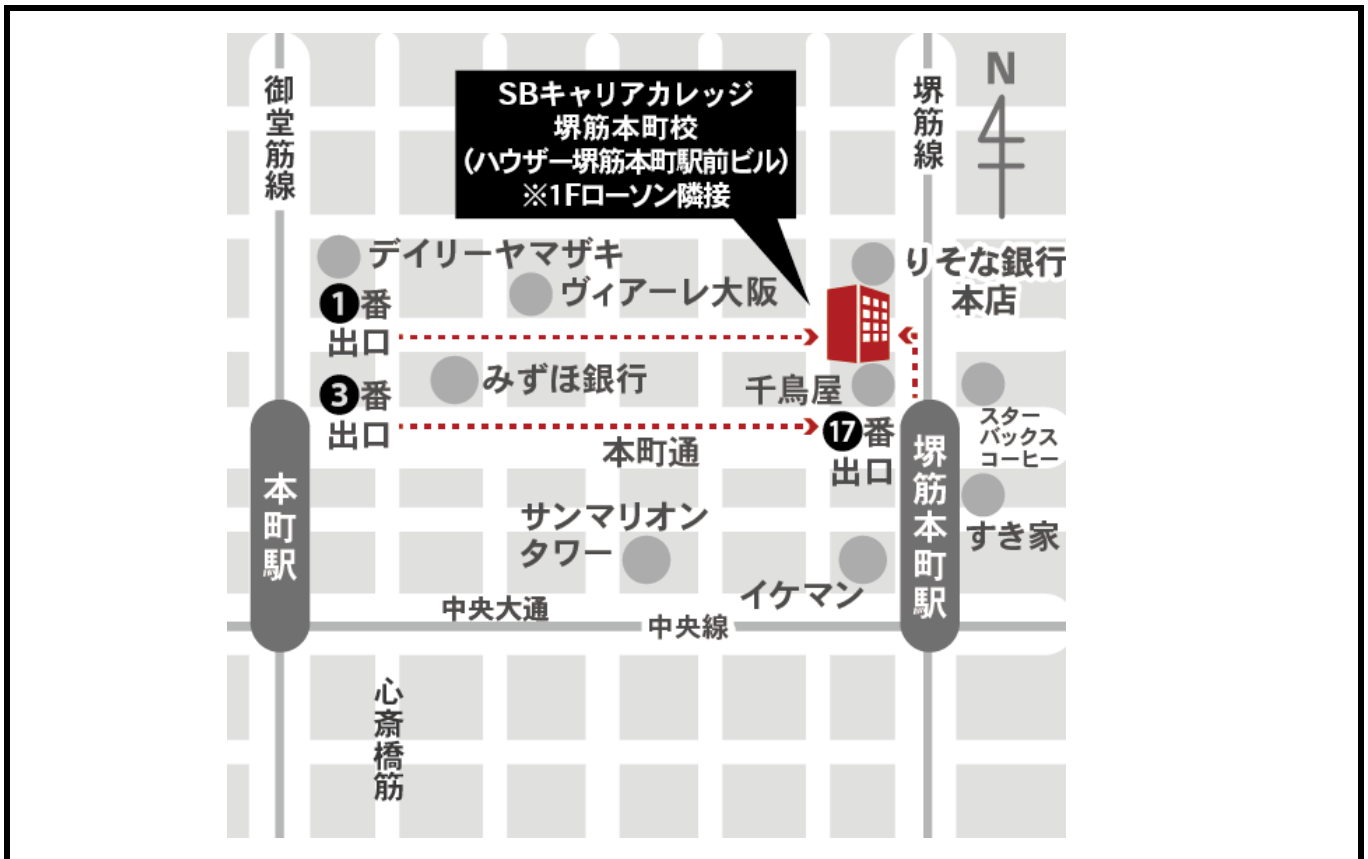 御堂筋線
SBキャリアカレッジ
堺筋本町校
(ハウザー堺筋本町駅前ビル)
※1Fローソン隣接
堺筋線
N
デイリーヤマザキ
ヴィアーレ大阪
りそな銀行
本店
1番
出口
みずほ銀行
千鳥屋
3番
出口
本町通
17番
出口
スター
バックス
コーヒー
本町駅
堺筋本町駅
サンマリオン
タワー
すき家
イケマン
中央大通
中央線
心斎橋筋